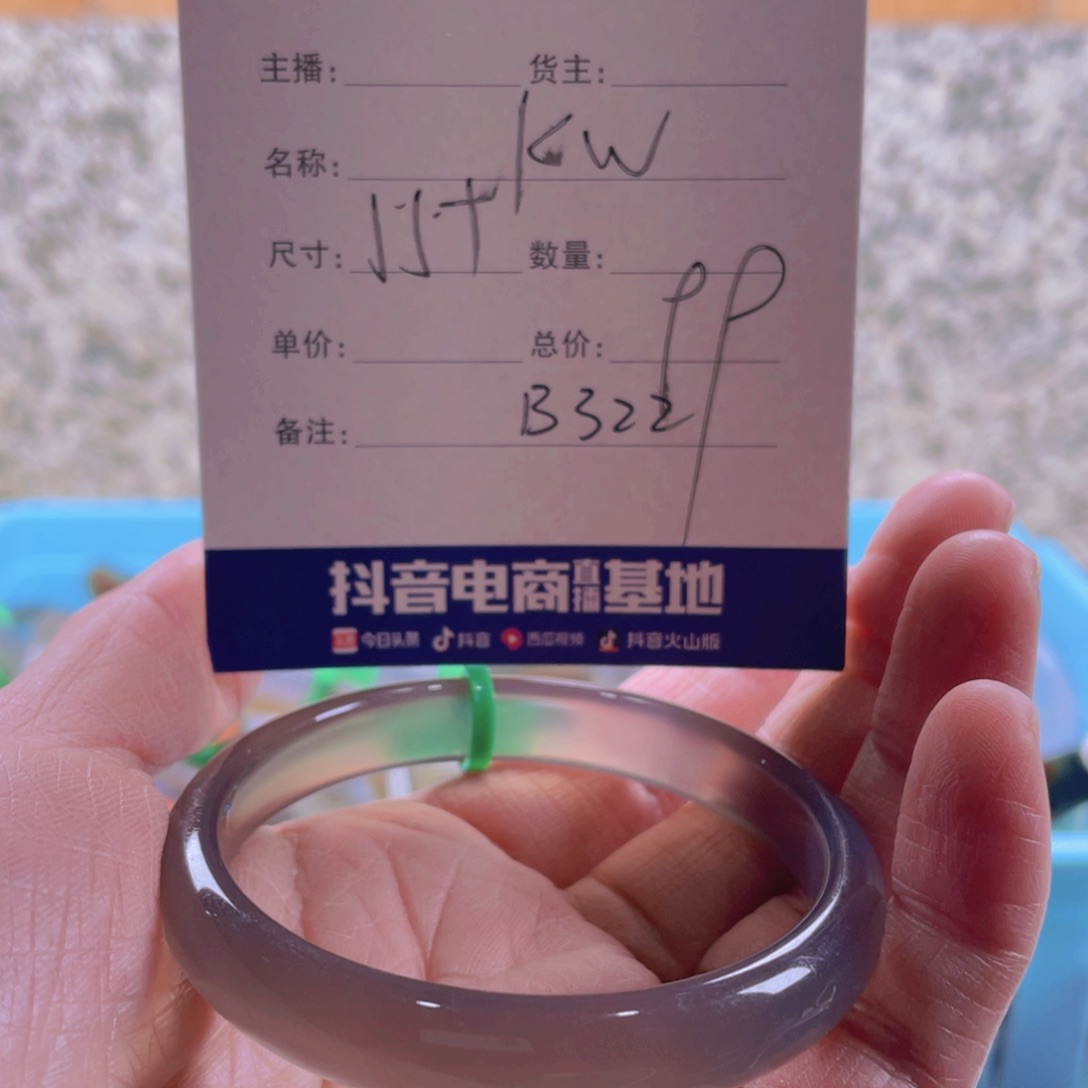 主播： 货主：
名称： KW
尺寸： 数量：
单价： 总价：
备注： B322
抖音电商直播基地
今日头条 抖音 西瓜视频 抖音火山版